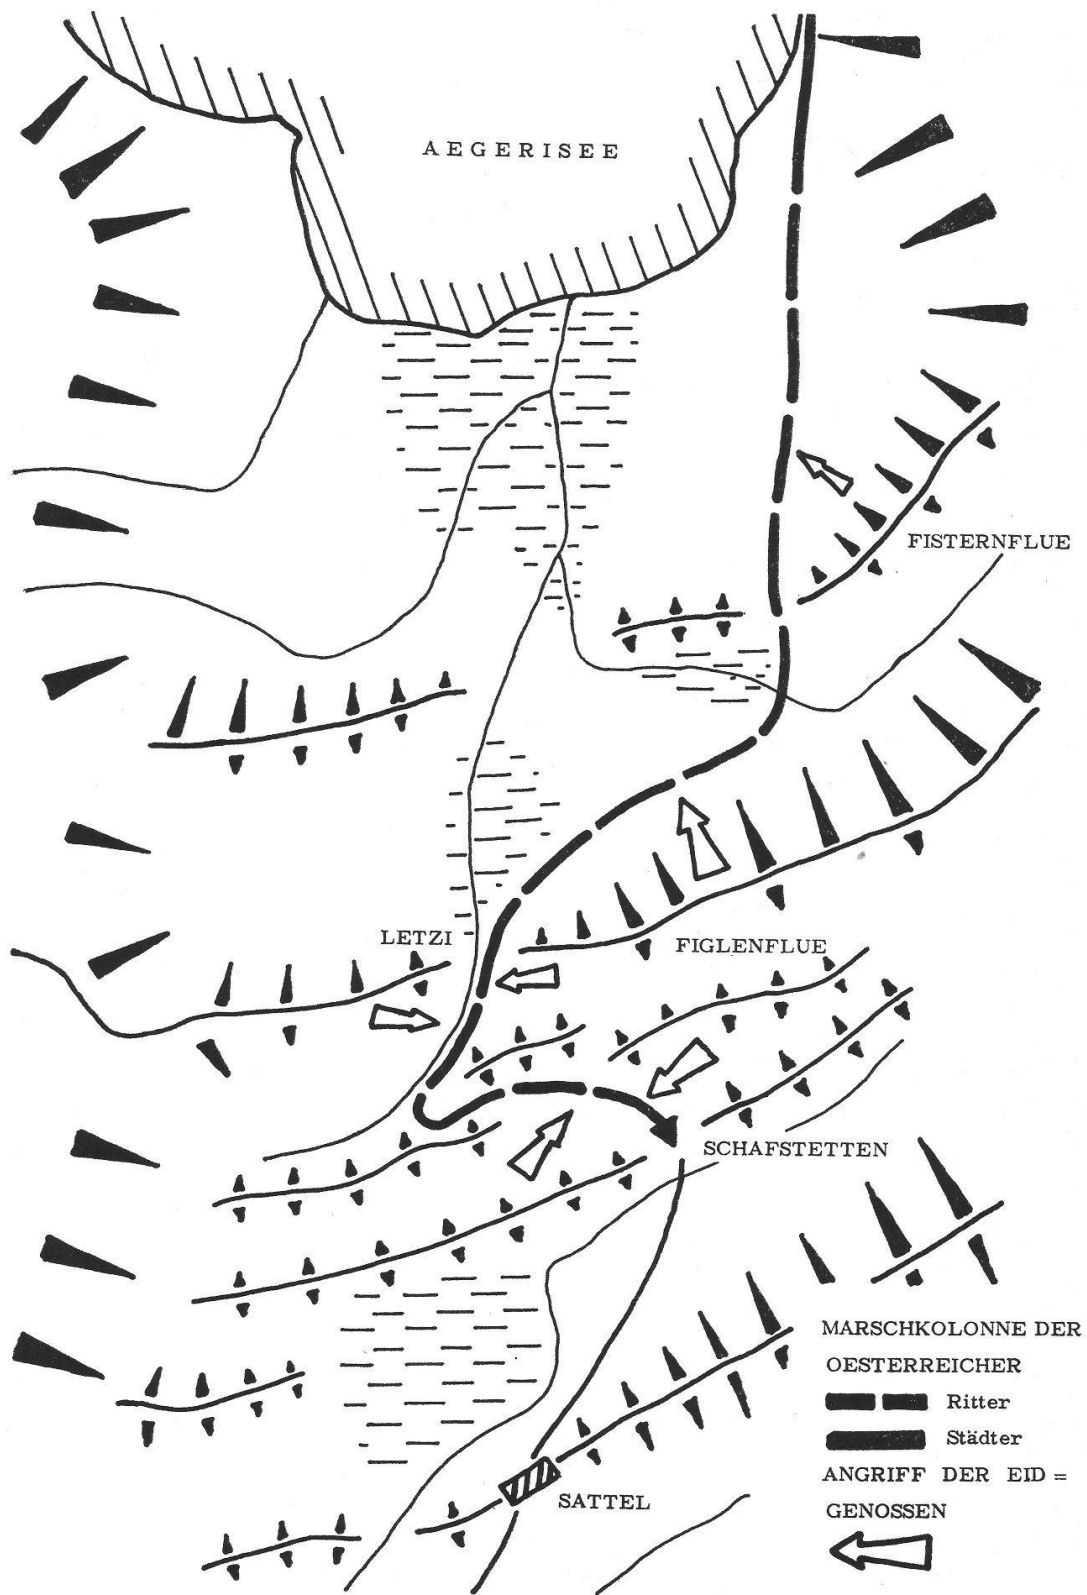 AEGERISEE
FISTERNFLUE
LETZI
FIGLENFLUE
SCHAFSTETTEN
MARSCHKOLONNE DER
OESTERREICHER
Ritter
Städter
ANGRIFF DER EID =
GENOSSEN
SATTEL